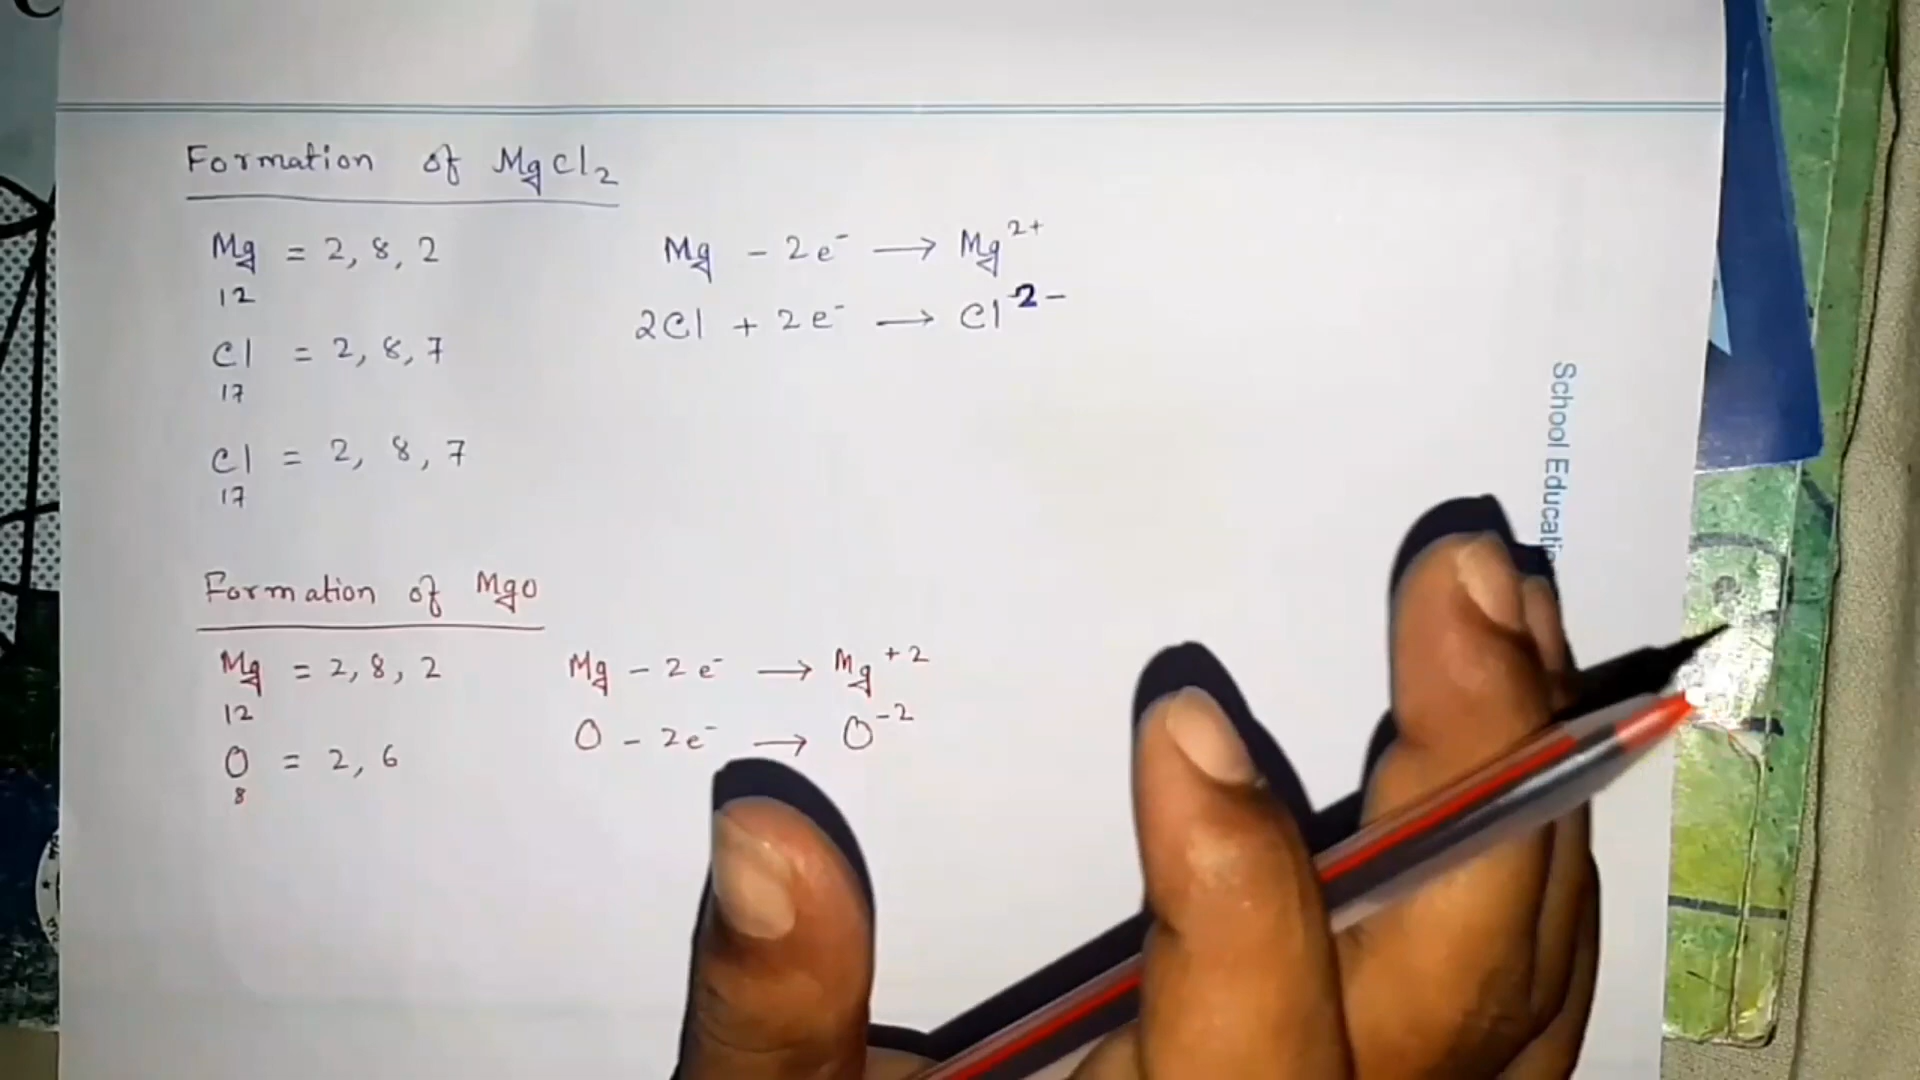 Formation of MgCl₂
Mg = 2, 8, 2
12
Cl = 2, 8, 7
17
Cl = 2, 8, 7
17
Mg - 2e⁻ ⟶ Mg²⁺
2Cl + 2e⁻ ⟶ Cl²⁻
Formation of MgO
Mg = 2, 8, 2
12
O = 2, 6
8
Mg - 2e⁻ ⟶ Mg⁺²
O - 2e⁻ ⟶ O⁻²
School